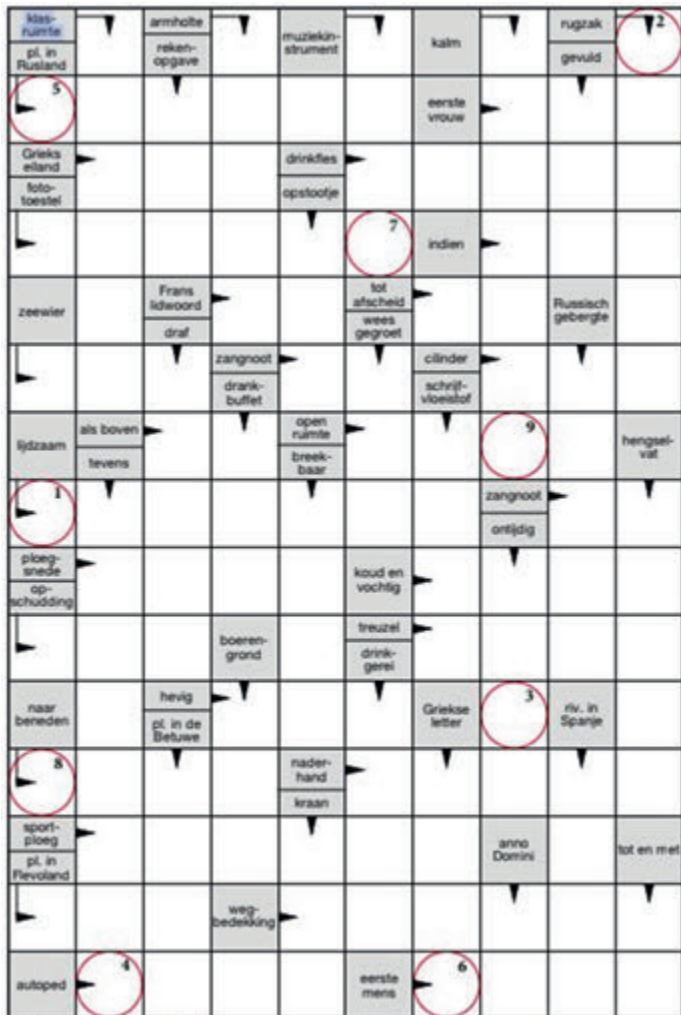 klas-
ruimte
pl. in
Rusland
armholte
reken-
opgave
muziekin-
strument
kalm
rugzak
gevuld
2
5
eerste
vrouw
Grieks
eiland
foto-
toestel
drinkfles
opstootje
7
indien
zeewier
Frans
lidwoord
draf
tot
afscheid
wees
gegroet
Russisch
gebergte
zangnoot
drank-
buffet
cilinder
schrijf-
vloeistof
lijdzaam
als boven
tevens
open
ruimte
breek-
baar
9
hengsel-
vat
1
zangnoot
ontijdig
ploeg-
snede
op-
schudding
koud en
vochtig
boeren-
grond
treuzel
drink-
gerei
naar
beneden
hevig
pl. in de
Betuwe
Griekse
letter
3
riv. in
Spanje
8
nader-
hand
kraan
sport-
ploeg
pl. in
Flevoland
anno
Domini
tot en met
weg-
bedekking
autoped
4
eerste
mens
6